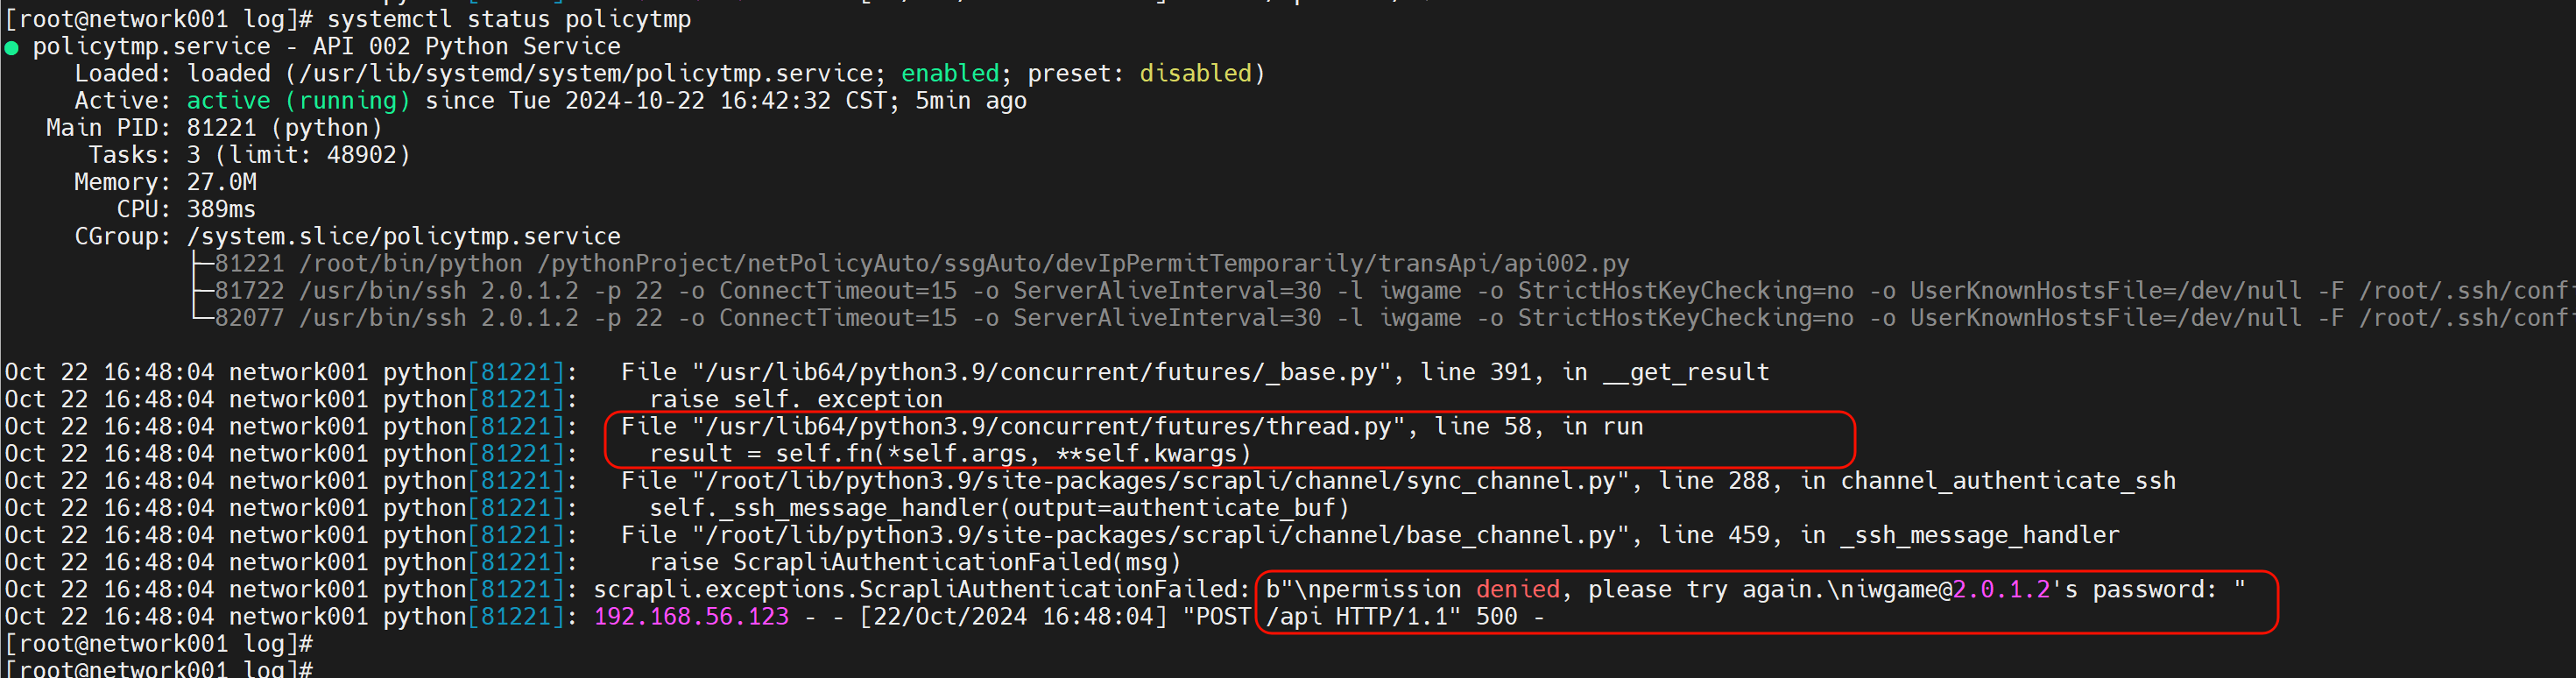 [root@network001 log]# systemctl status policytmp
● policytmp.service - API 002 Python Service
Loaded: loaded (/usr/lib/systemd/system/policytmp.service; enabled; preset: disabled)
Active: active (running) since Tue 2024-10-22 16:42:32 CST; 5min ago
Main PID: 81221 (python)
Tasks: 3 (limit: 48902)
Memory: 27.0M
CPU: 389ms
CGroup: /system.slice/policytmp.service
├─81221 /root/bin/python /pythonProject/netPolicyAuto/ssgAuto/devIpPermitTemporarily/transApi/api002.py
├─81722 /usr/bin/ssh 2.0.1.2 -p 22 -o ConnectTimeout=15 -o ServerAliveInterval=30 -l iwgame -o StrictHostKeyChecking=no -o UserKnownHostsFile=/dev/null -F /root/.ssh/conf
└─82077 /usr/bin/ssh 2.0.1.2 -p 22 -o ConnectTimeout=15 -o ServerAliveInterval=30 -l iwgame -o StrictHostKeyChecking=no -o UserKnownHostsFile=/dev/null -F /root/.ssh/conf
Oct 22 16:48:04 network001 python[81221]:   File "/usr/lib64/python3.9/concurrent/futures/_base.py", line 391, in __get_result
Oct 22 16:48:04 network001 python[81221]:     raise self. exception
Oct 22 16:48:04 network001 python[81221]:   File "/usr/lib64/python3.9/concurrent/futures/thread.py", line 58, in run
Oct 22 16:48:04 network001 python[81221]:     result = self.fn(*self.args, **self.kwargs)
Oct 22 16:48:04 network001 python[81221]:   File "/root/lib/python3.9/site-packages/scrapli/channel/sync_channel.py", line 288, in channel_authenticate_ssh
Oct 22 16:48:04 network001 python[81221]:     self._ssh_message_handler(output=authenticate_buf)
Oct 22 16:48:04 network001 python[81221]:   File "/root/lib/python3.9/site-packages/scrapli/channel/base_channel.py", line 459, in _ssh_message_handler
Oct 22 16:48:04 network001 python[81221]:     raise ScrapliAuthenticationFailed(msg)
Oct 22 16:48:04 network001 python[81221]: scrapli.exceptions.ScrapliAuthenticationFailed: b"\npermission denied, please try again.\niwgame@2.0.1.2's password: "
Oct 22 16:48:04 network001 python[81221]: 192.168.56.123 - - [22/Oct/2024 16:48:04] "POST /api HTTP/1.1" 500 -
[root@network001 log]#
[root@network001 log]#